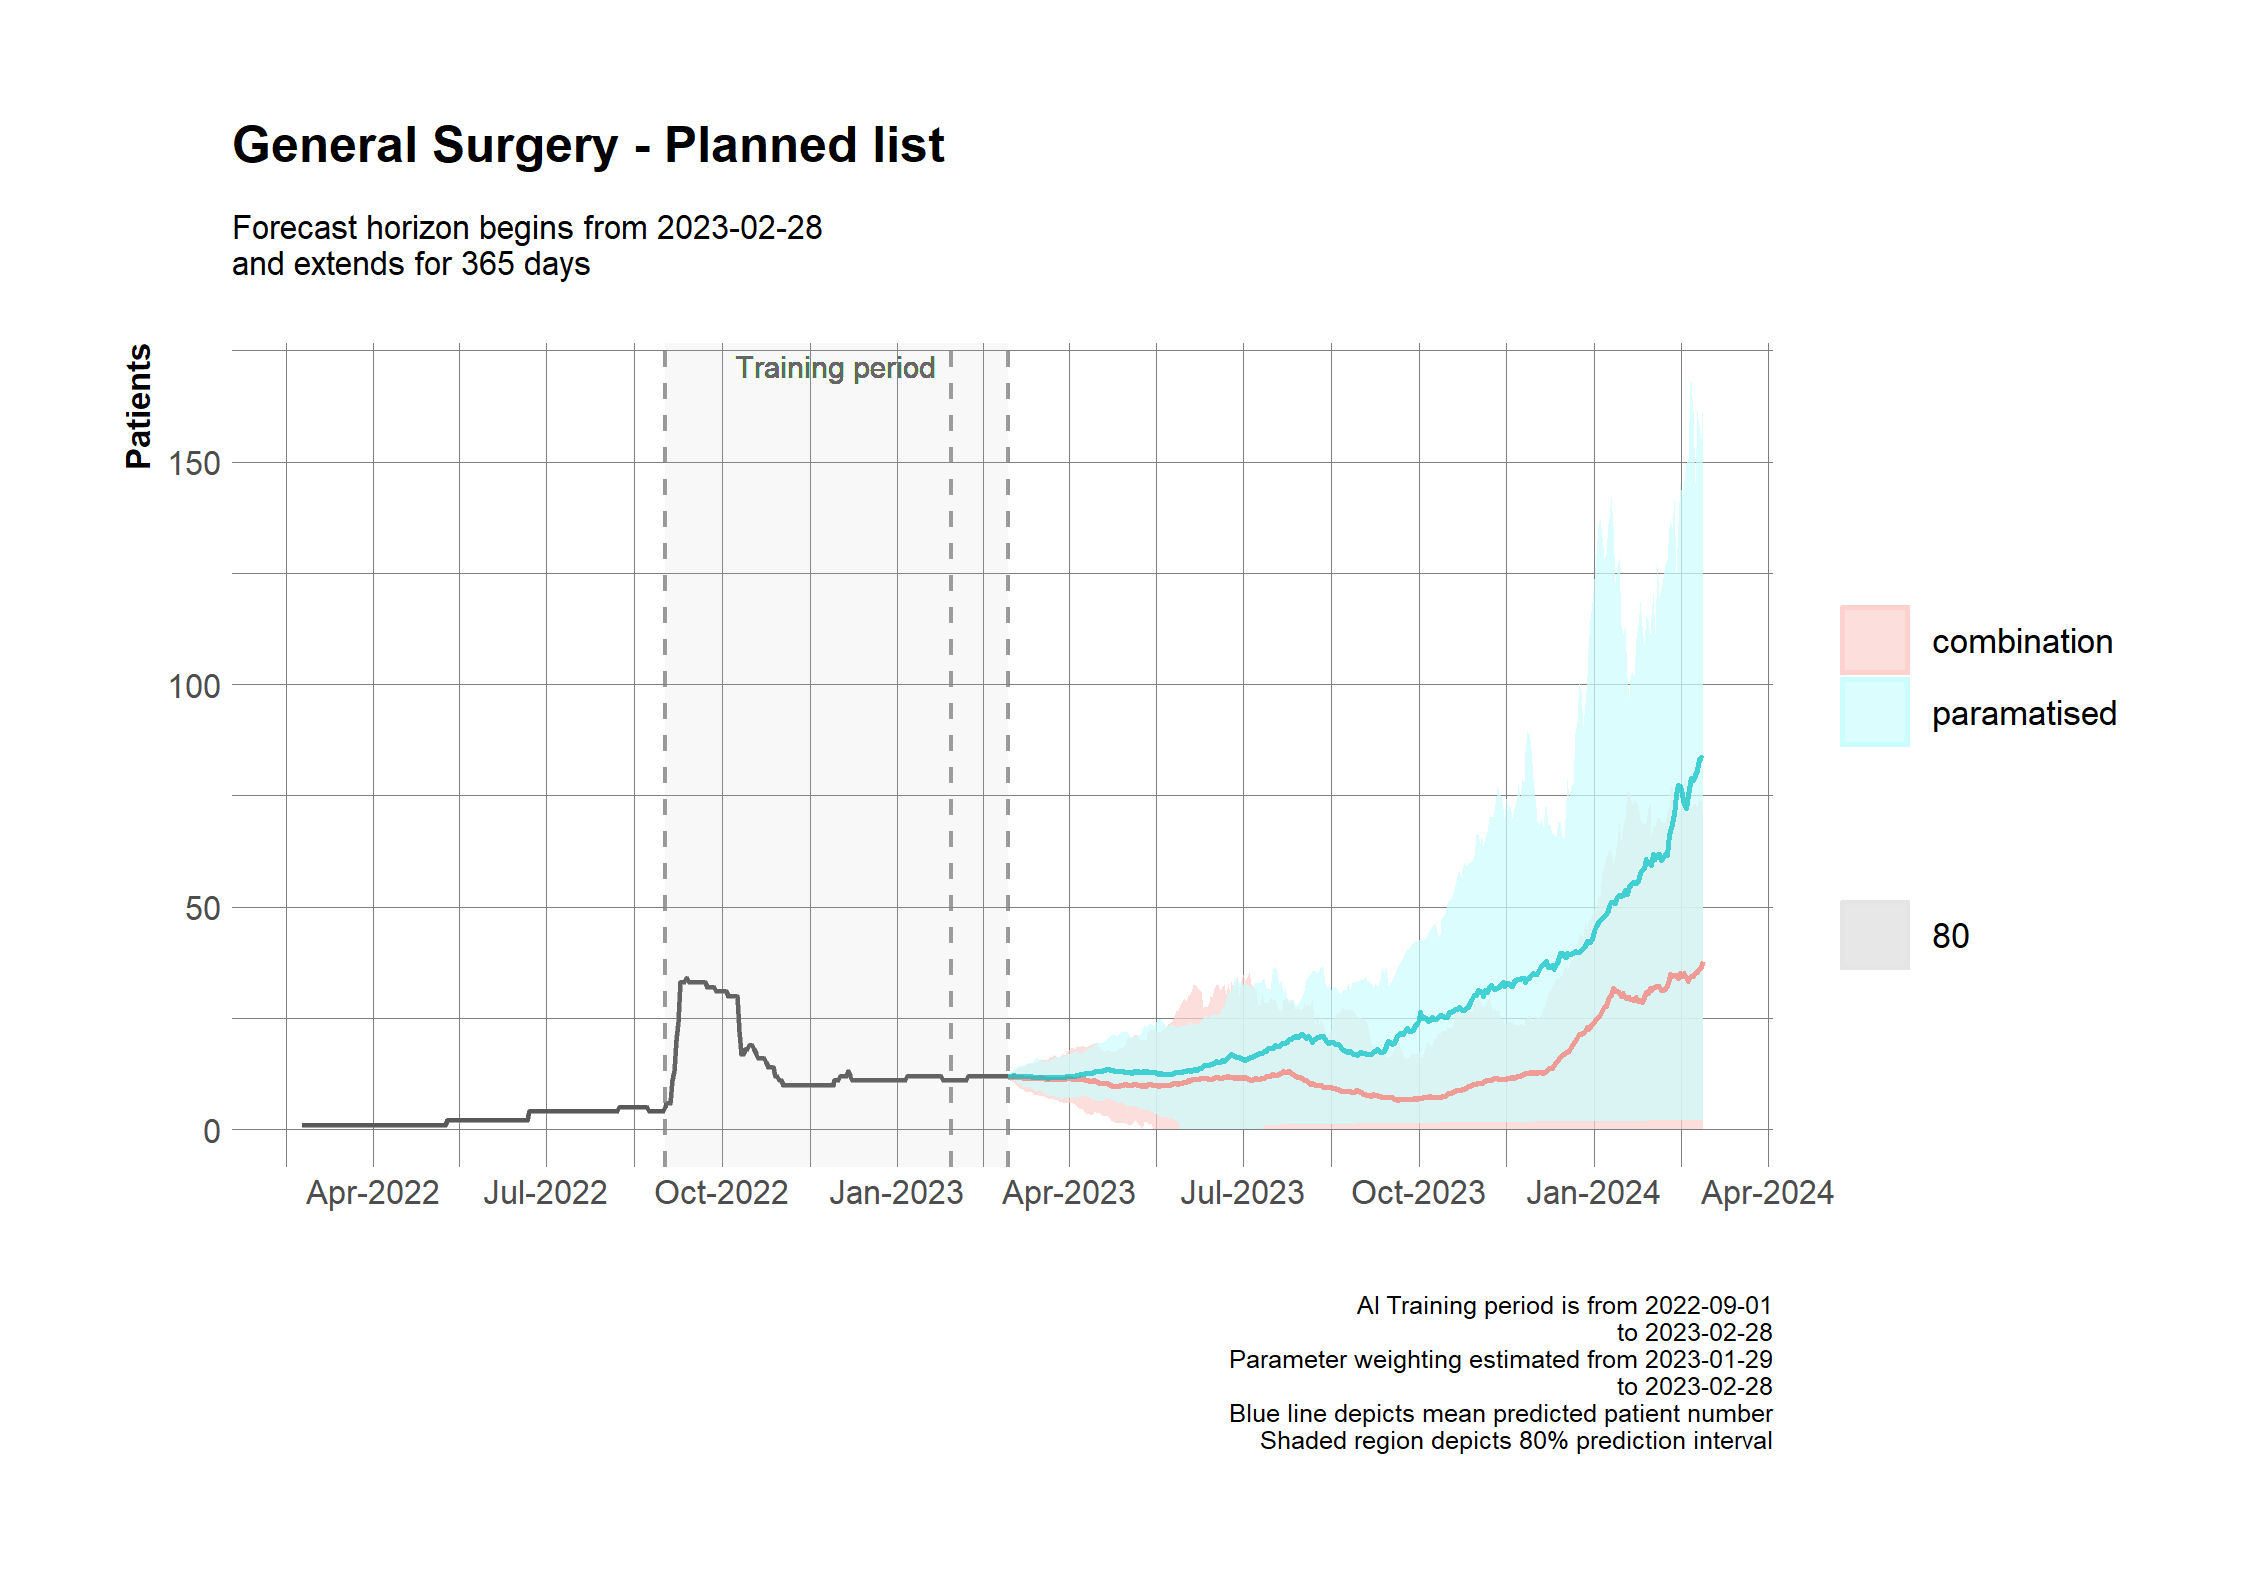 General Surgery - Planned list
Forecast horizon begins from 2023-02-28
and extends for 365 days
Patients
Training period
150
100
50
0
Apr-2022
Jul-2022
Oct-2022
Jan-2023
Apr-2023
Jul-2023
Oct-2023
Jan-2024
Apr-2024
combination
paramatised
80
AI Training period is from 2022-09-01
to 2023-02-28
Parameter weighting estimated from 2023-01-29
to 2023-02-28
Blue line depicts mean predicted patient number
Shaded region depicts 80% prediction interval